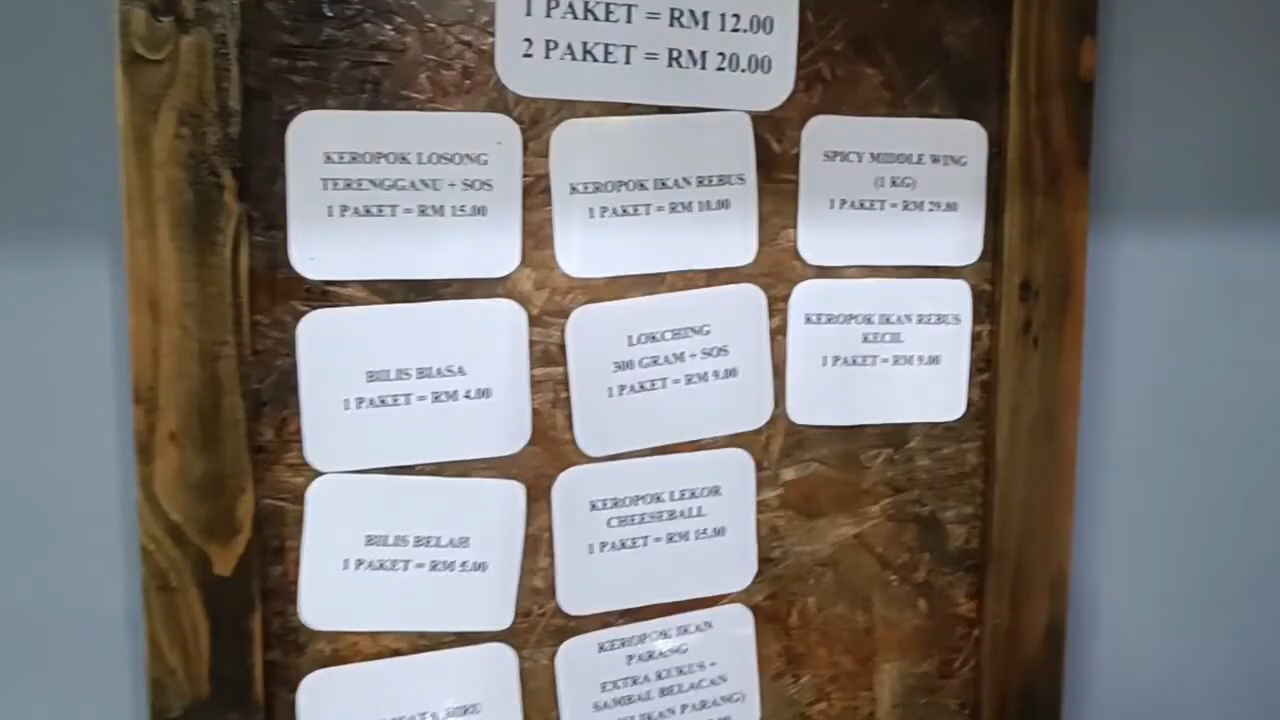 1 PAKET = RM 12.00
2 PAKET = RM 20.00
KEROPOK LOSONG
TERENGGANU + SOS
1 PAKET = RM 15.00
KEROPOK IKAN REBUS
1 PAKET = RM 10.00
SPICY MIDDLE WING
(1 KG)
1 PAKET = RM 29.80
BILIS BIASA
1 PAKET = RM 4.00
LOKCHING
300 GRAM + SOS
1 PAKET = RM 9.00
KEROPOK IKAN REBUS
KECIL
1 PAKET = RM 9.00
BILIS BELAH
1 PAKET = RM 5.00
KEROPOK LEKOR
CHEESEBALL
1 PAKET = RM 15.00
BIRU
KEROPOK IKAN
PARANG
EXTRA KUKUS +
SAMBAL BELACAN
IKAN PARANG)